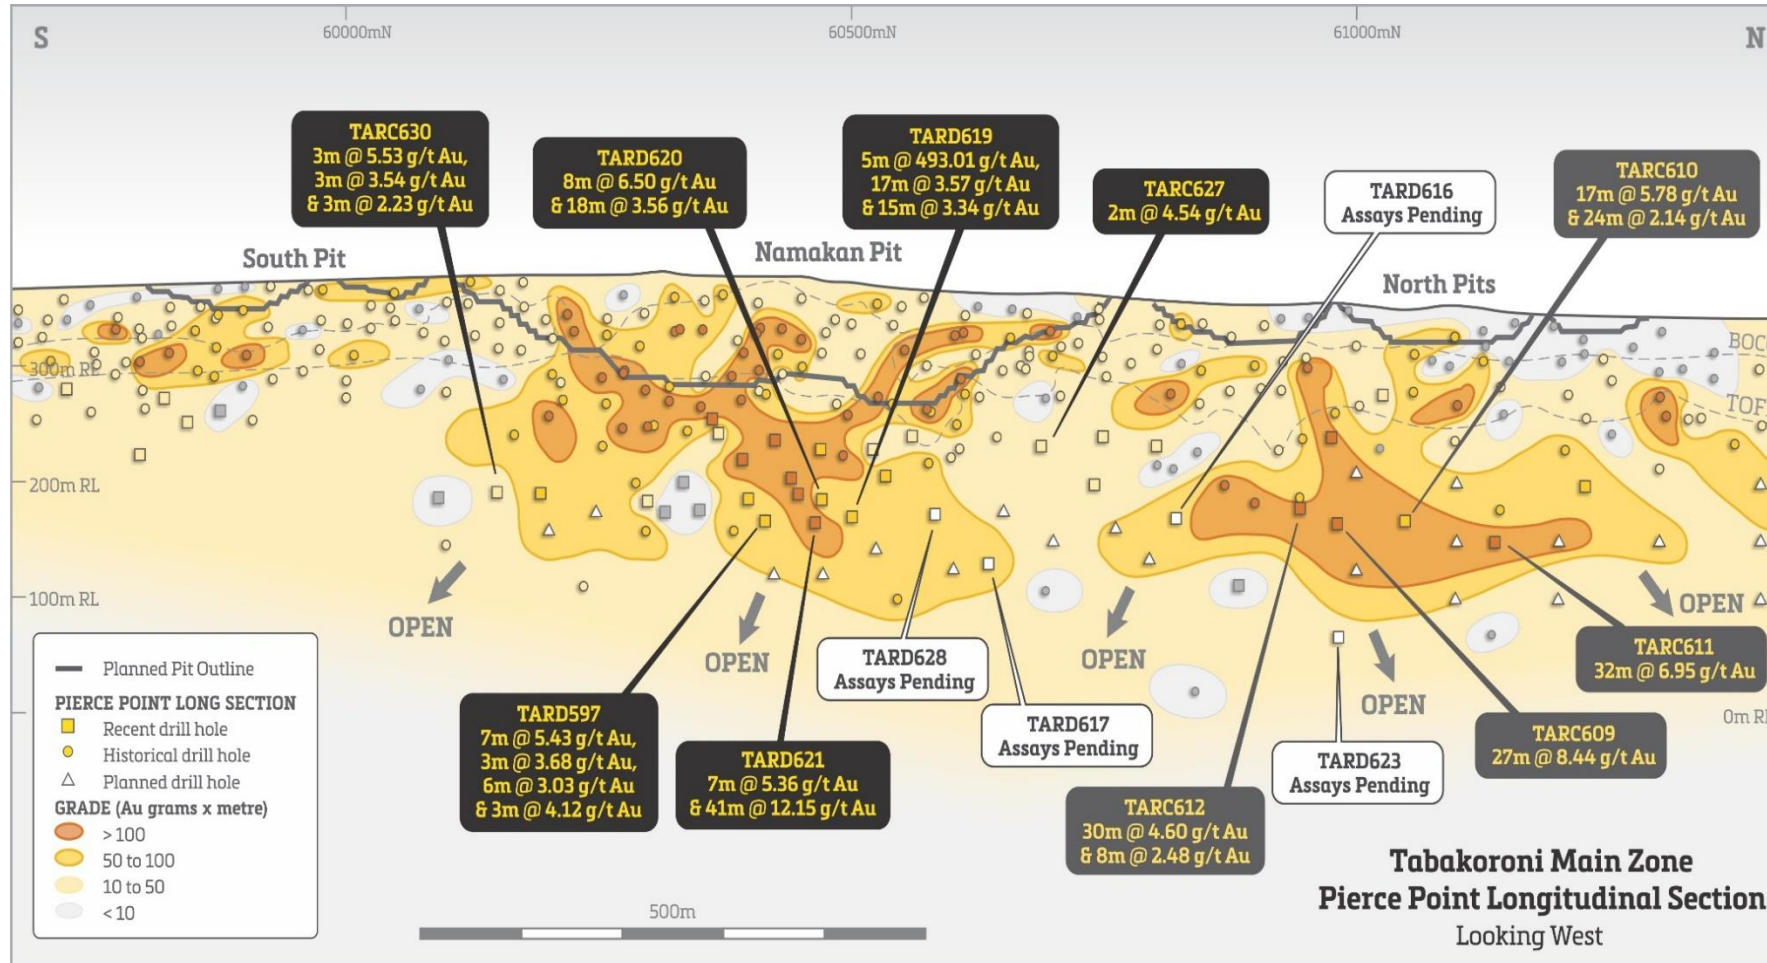 S
60000mN
60500mN
61000mN
N
TARC630
3m @ 5.53 g/t Au,
3m @ 3.54 g/t Au
& 3m @ 2.23 g/t Au
TARD620
8m @ 6.50 g/t Au
& 18m @ 3.56 g/t Au
TARD619
5m @ 493.01 g/t Au,
17m @ 3.57 g/t Au
& 15m @ 3.34 g/t Au
TARC627
2m @ 4.54 g/t Au
TARD616
Assays Pending
TARC610
17m @ 5.78 g/t Au
& 24m @ 2.14 g/t Au
South Pit
Namakan Pit
North Pits
BOC
300m RL
TOF
200m RL
100m RL
OPEN
OPEN
OPEN
OPEN
OPEN
0m R
TARD628
Assays Pending
TARD617
Assays Pending
TARC611
32m @ 6.95 g/t Au
TARD597
7m @ 5.43 g/t Au,
3m @ 3.68 g/t Au,
6m @ 3.03 g/t Au
& 3m @ 4.12 g/t Au
TARD621
7m @ 5.36 g/t Au
& 41m @ 12.15 g/t Au
TARC612
30m @ 4.60 g/t Au
& 8m @ 2.48 g/t Au
TARD623
Assays Pending
TARC609
27m @ 8.44 g/t Au
Planned Pit Outline
PIERCE POINT LONG SECTION
Recent drill hole
Historical drill hole
Planned drill hole
GRADE (Au grams x metre)
> 100
50 to 100
10 to 50
< 10
500m
Tabakoroni Main Zone
Pierce Point Longitudinal Section
Looking West